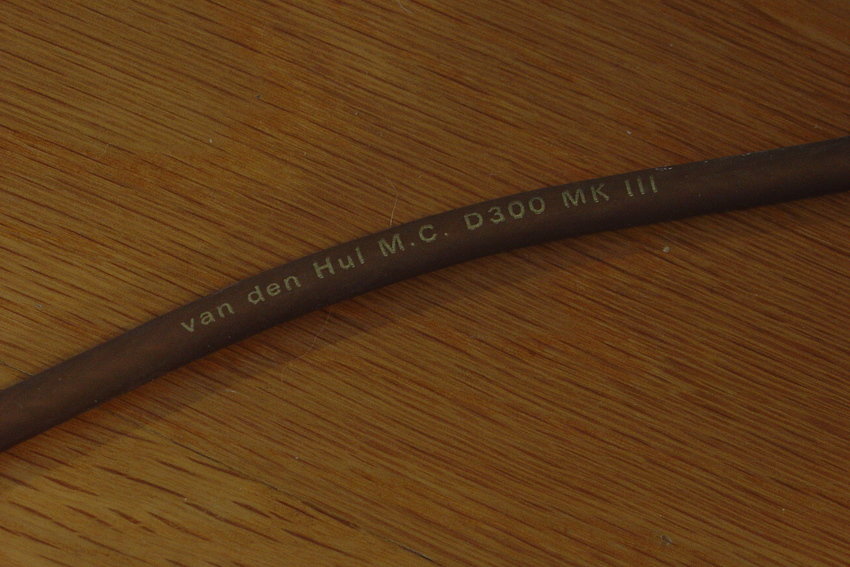 van den Hul M.C. D300 MK III